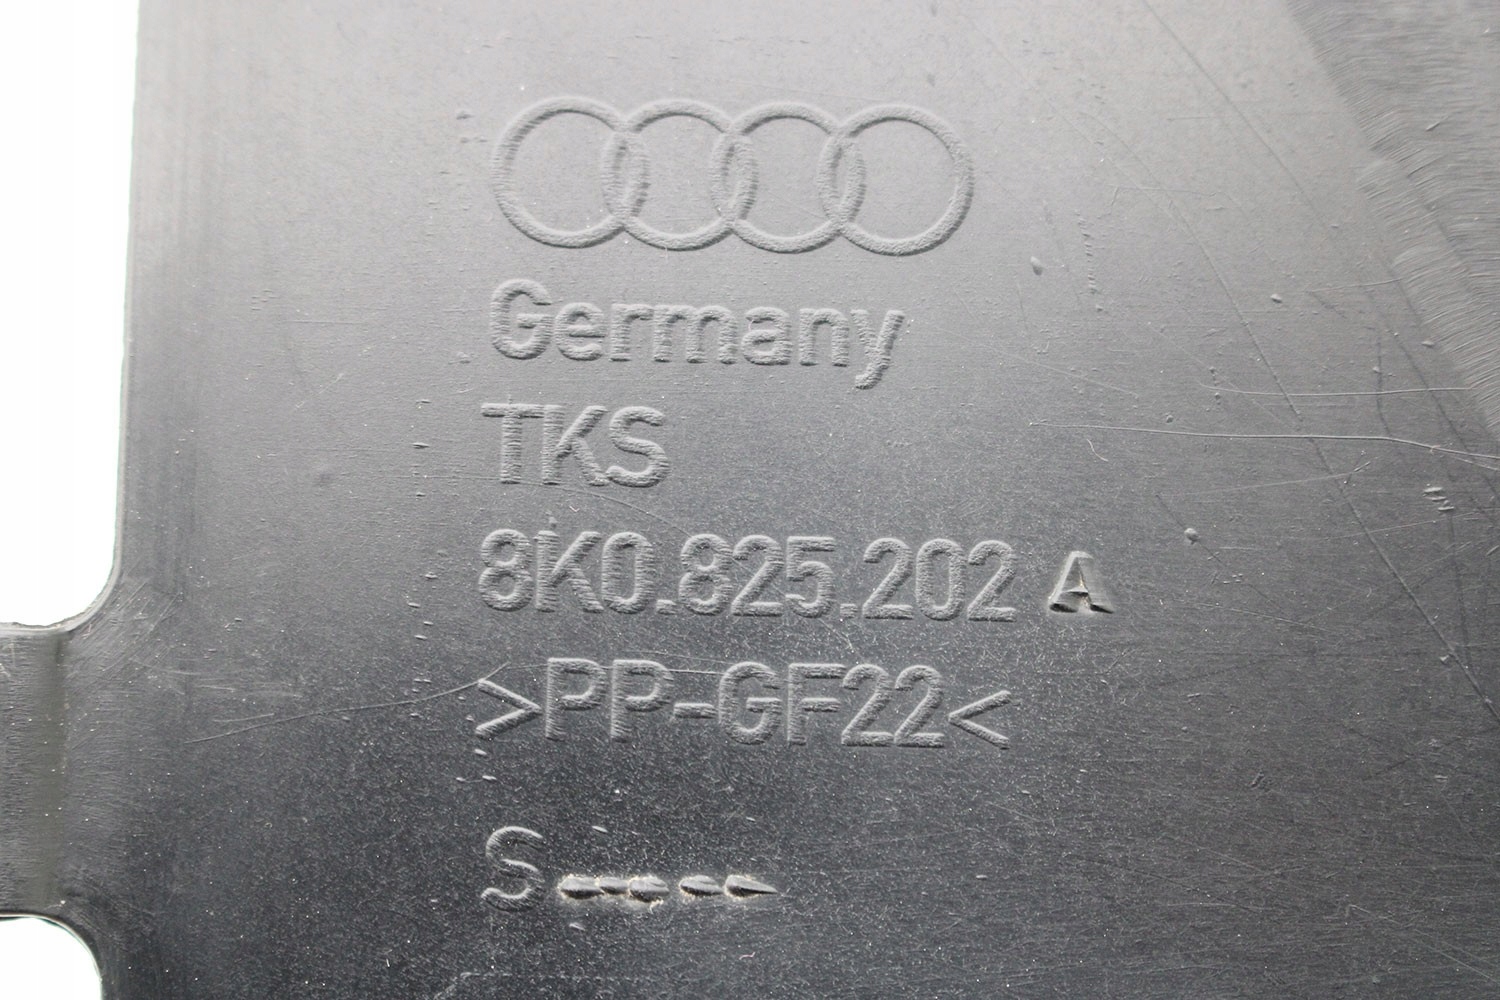 Germany
TKS
8K0.825.202 A
>PP-GF22<
S